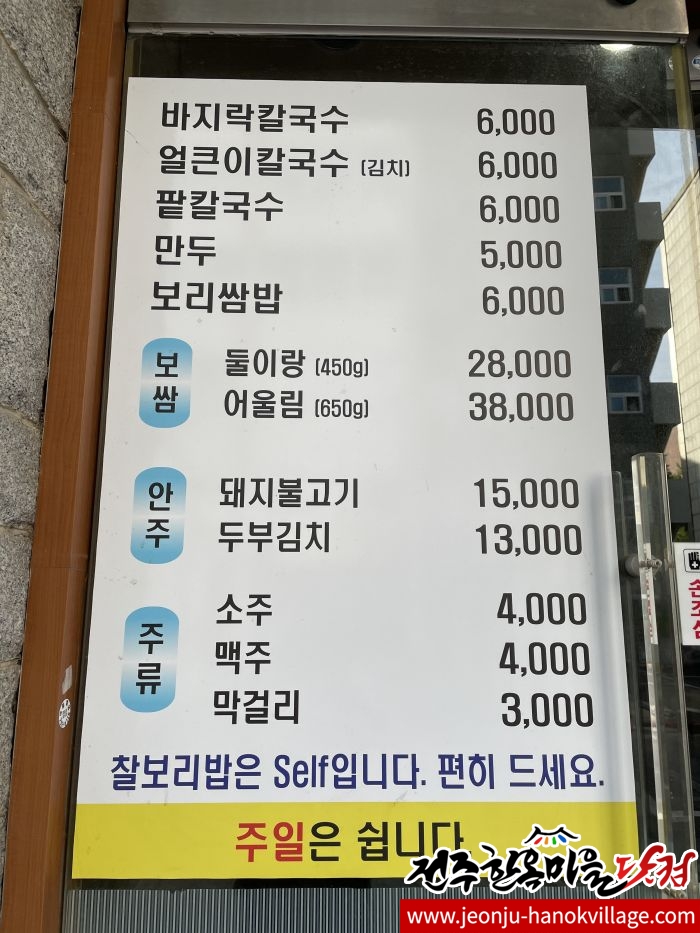 바지락칼국수 6,000
얼큰이칼국수 (김치) 6,000
팥칼국수 6,000
만두 5,000
보리쌈밥 6,000
보쌈
둘이랑 (450g) 28,000
어울림 (650g) 38,000
안주
돼지불고기 15,000
두부김치 13,000
주류
소주 4,000
맥주 4,000
막걸리 3,000
찰보리밥은 Self입니다. 편히 드세요.
주일은 쉽니다.
손조심
전주한옥마을닷컴
www.jeonju-hanokvillage.com